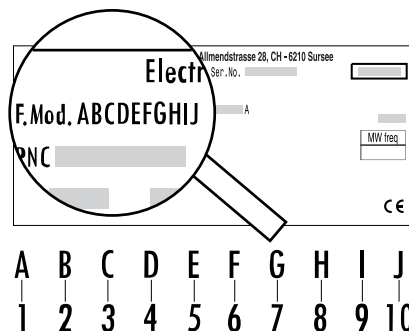 Allmendstrasse 28, CH - 6210 Sursee
Electr
Ser.No.
F.Mod. ABCDEFGHIJ
A
PNC
MW freq
CE
A B C D E F G H I J
1 2 3 4 5 6 7 8 9 10